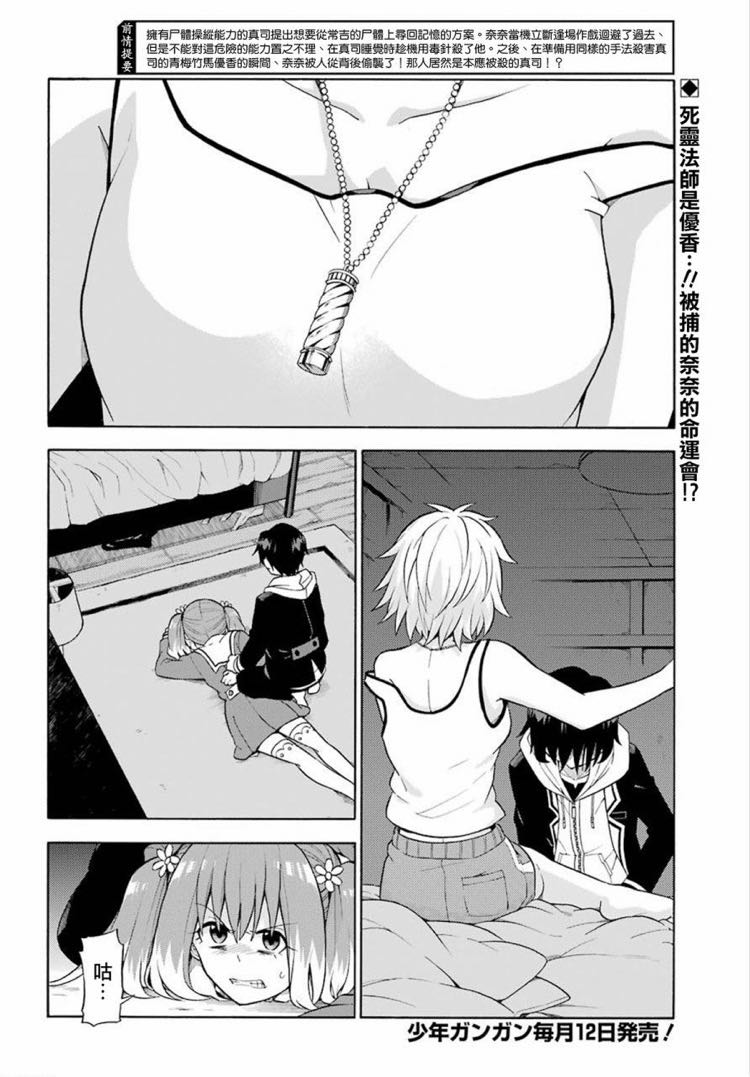 前情提要
擁有尸體操縱能力的真司提出想要從常吉的尸體上尋回記憶的方案。奈奈當機立斷逢場作戲迴避了過去、
但是不能對這危險的能力置之不理、在真司睡覺時趁機用毒針殺了他。之後、在準備用同樣的手法殺害真
司的青梅竹馬優香的瞬間、奈奈被人從背後偷襲了！那人居然是本應被殺的真司！？
◆死靈法師是優香…!!被捕的奈奈的命運會!?
咕…
少年ガンガン毎月12日発売！